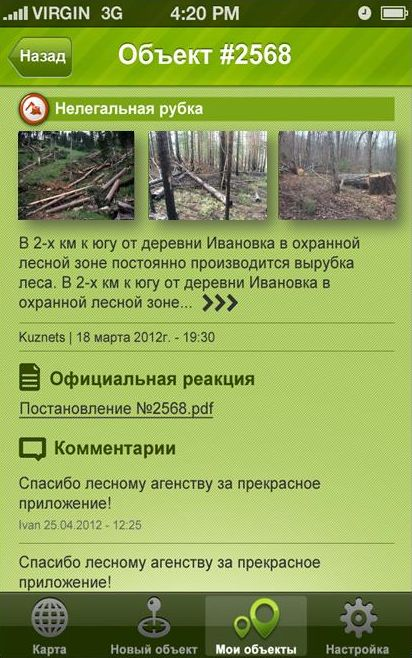 VIRGIN 3G 4:20 PM
Назад
Объект #2568
Нелегальная рубка
В 2-х км к югу от деревни Ивановка в охранной
лесной зоне постоянно производится вырубка
леса. В 2-х км к югу от деревни Ивановка в
охранной лесной зоне...
Kuznets | 18 марта 2012г. - 19:30
Официальная реакция
Постановление №2568.pdf
Комментарии
Спасибо лесному агенству за прекрасное
приложение!
Ivan 25.04.2012 - 12:25
Спасибо лесному агенству за прекрасное
приложение!
Карта
Новый объект
Мои объекты
Настройка